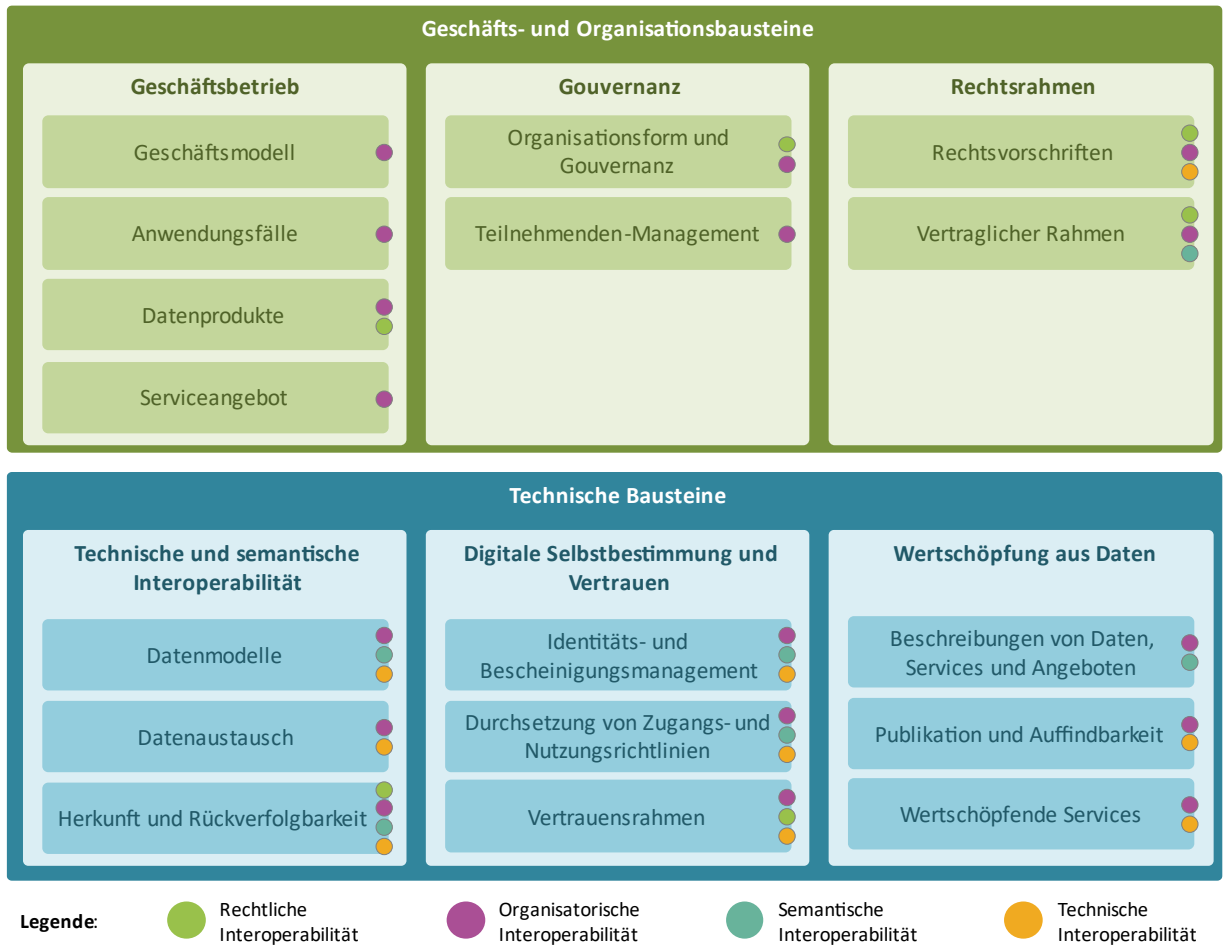 Geschäfts- und Organisationsbausteine
Geschäftsbetrieb
Geschäftsmodell
Anwendungsfälle
Datenprodukte
Serviceangebot
Gouvernanz
Organisationsform und
Gouvernanz
Teilnehmenden-Management
Rechtsrahmen
Rechtsvorschriften
Vertraglicher Rahmen
Technische Bausteine
Technische und semantische
Interoperabilität
Datenmodelle
Datenaustausch
Herkunft und Rückverfolgbarkeit
Digitale Selbstbestimmung und
Vertrauen
Identitäts- und
Bescheinigungsmanagement
Durchsetzung von Zugangs- und
Nutzungsrichtlinien
Vertrauensrahmen
Wertschöpfung aus Daten
Beschreibungen von Daten,
Services und Angeboten
Publikation und Auffindbarkeit
Wertschöpfende Services
Legende:
Rechtliche
Interoperabilität
Organisatorische
Interoperabilität
Semantische
Interoperabilität
Technische
Interoperabilität